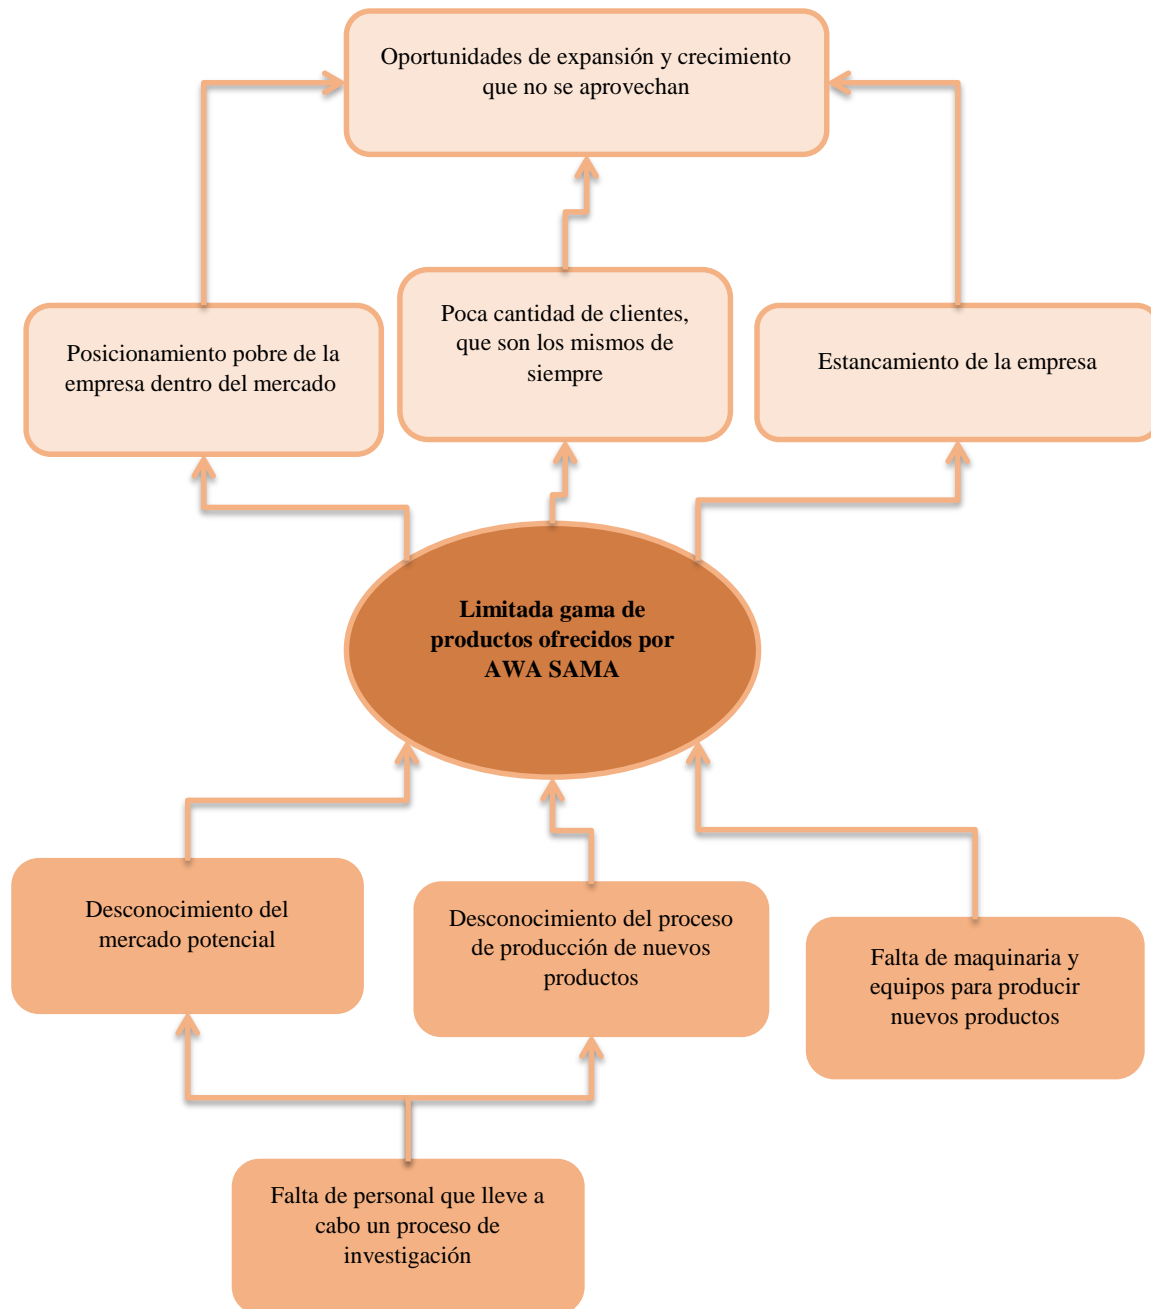 Oportunidades de expansión y crecimiento
que no se aprovechan
Posicionamiento pobre de la
empresa dentro del mercado
Poca cantidad de clientes,
que son los mismos de
siempre
Estancamiento de la empresa
Limitada gama de
productos ofrecidos por
AWA SAMA
Desconocimiento del
mercado potencial
Desconocimiento del proceso
de producción de nuevos
productos
Falta de maquinaria y
equipos para producir
nuevos productos
Falta de personal que lleve a
cabo un proceso de
investigación